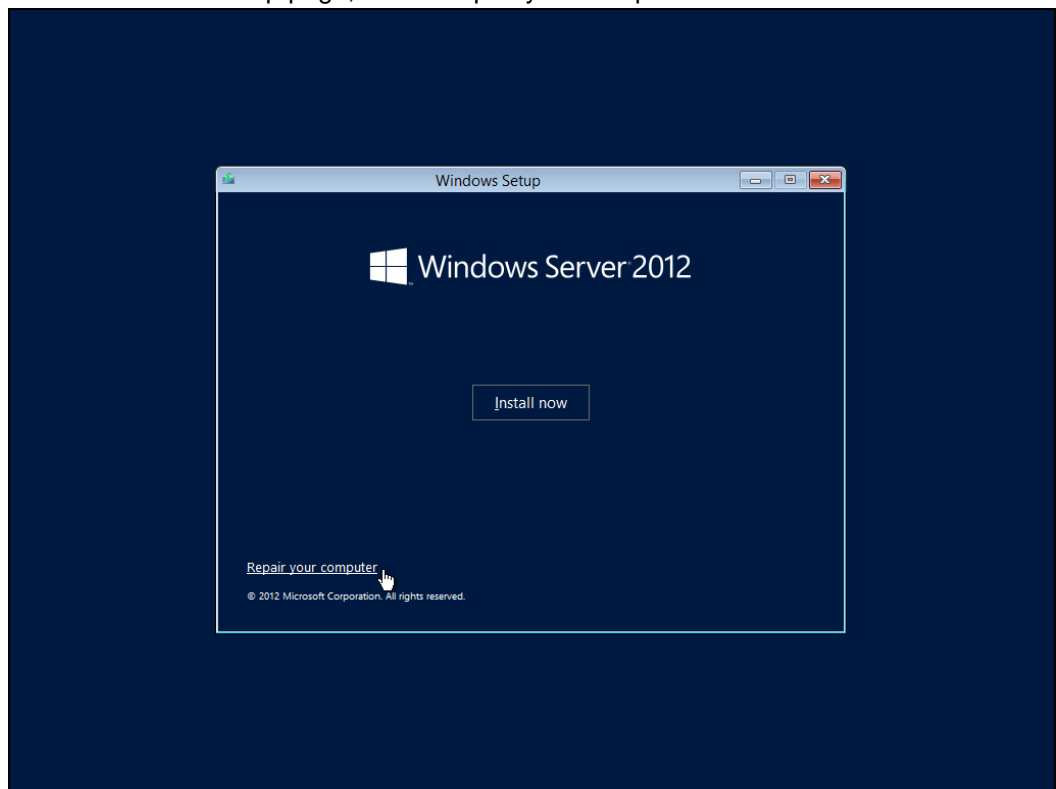 Windows Setup
Windows Server 2012
Install now
Repair your computer
© 2012 Microsoft Corporation. All rights reserved.